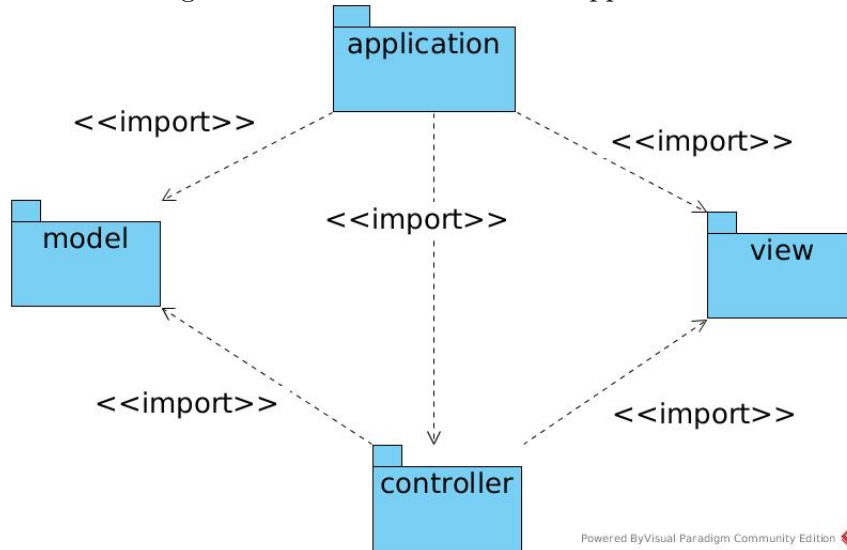 application
<<import>>
<<import>>
<<import>>
model
view
<<import>>
<<import>>
controller
Powered ByVisual Paradigm Community Edition